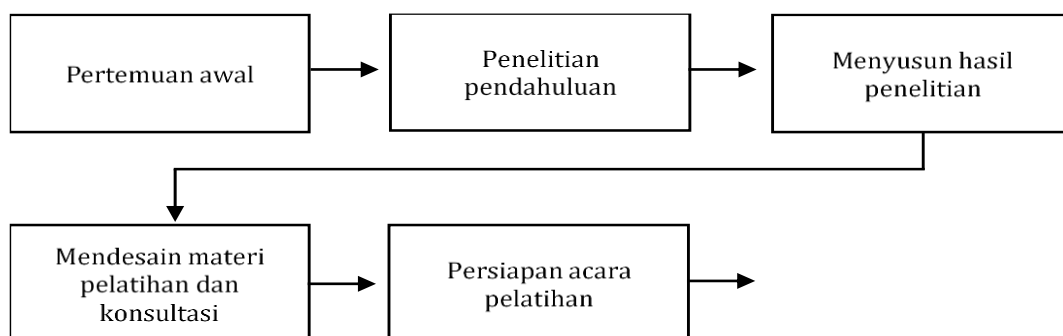 Pertemuan awal
Penelitian
pendahuluan
Menyusun hasil
penelitian
Mendesain materi
pelatihan dan
konsultasi
Persiapan acara
pelatihan